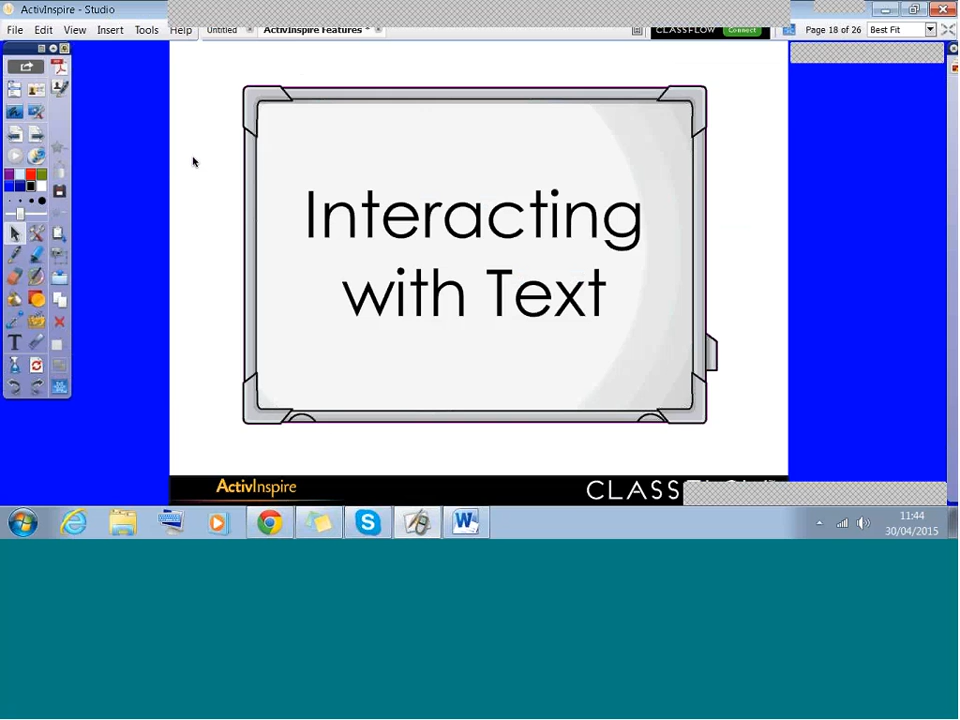 ActivInspire - Studio
File Edit View Insert Tools Help
Untitled
ActivInspire Features *
CLASSFLOW
Connect
Page 18 of 26
Best Fit
Interacting
with Text
ActivInspire
CLASS
11:44
30/04/2015